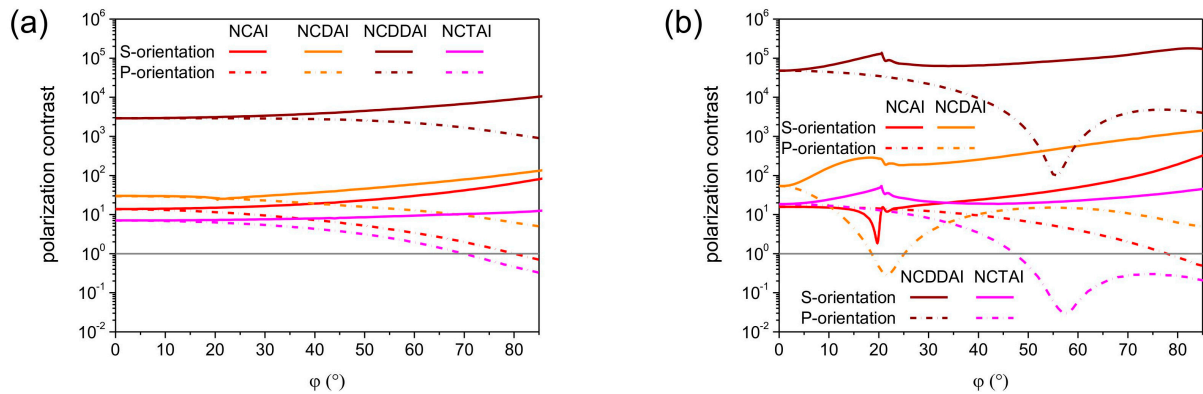 (a)
NCAI NCDAI NCDDAI NCTAI
S-orientation
P-orientation
polarization contrast
10^6
10^5
10^4
10^3
10^2
10^1
10^0
10^-1
10^-2
0 10 20 30 40 50 60 70 80
φ (°)
(b)
polarization contrast
10^6
10^5
10^4
10^3
10^2
10^1
10^0
10^-1
10^-2
NCAI NCDAI
S-orientation
P-orientation
NCDDAI NCTAI
S-orientation
P-orientation
0 10 20 30 40 50 60 70 80
φ (°)